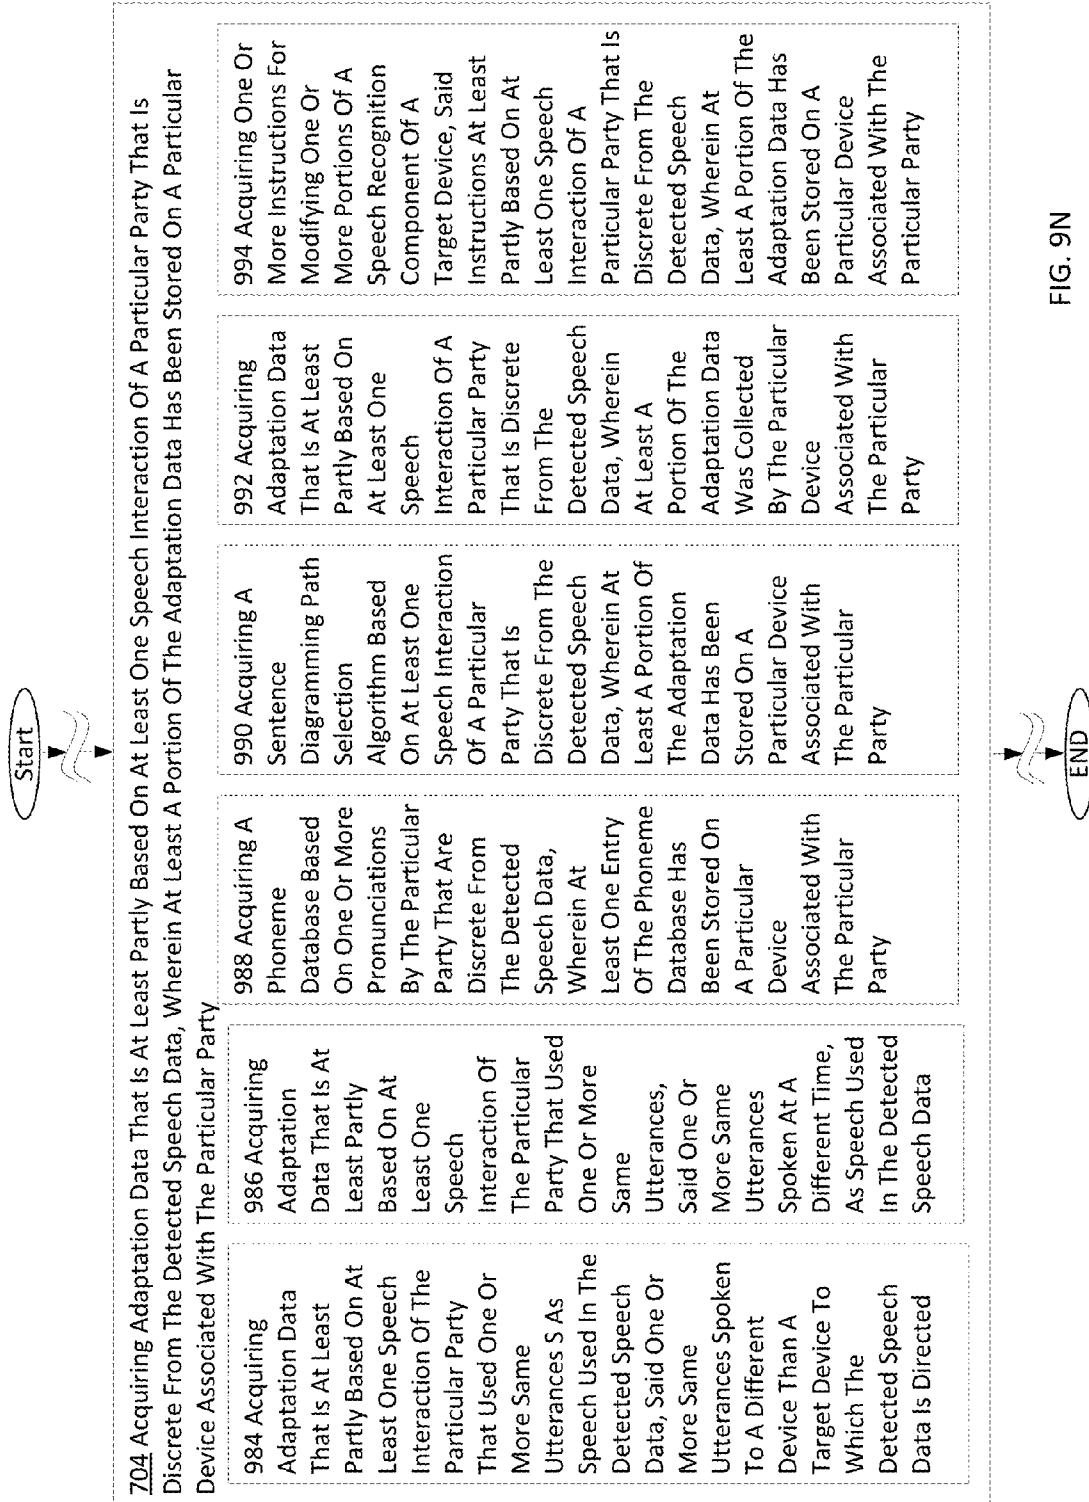 Start
704 Acquiring Adaptation Data That Is At Least Partly Based On At Least One Speech Interaction Of A Particular Party That Is
Discrete From The Detected Speech Data, Wherein At Least A Portion Of The Adaptation Data Has Been Stored On A Particular
Device Associated With The Particular Party
984 Acquiring
Adaptation Data
That Is At Least
Partly Based On At
Least One Speech
Interaction Of The
Particular Party
That Used One Or
More Same
Utterances S As
Speech Used In The
Detected Speech
Data, Said One Or
More Same
Utterances Spoken
To A Different
Device Than A
Target Device To
Which The
Detected Speech
Data Is Directed
986 Acquiring
Adaptation
Data That Is At
Least Partly
Based On At
Least One
Speech
Interaction Of
The Particular
Party That Used
One Or More
Same
Utterances,
Said One Or
More Same
Utterances
Spoken At A
Different Time,
As Speech Used
In The Detected
Speech Data
988 Acquiring A
Phoneme
Database Based
On One Or More
Pronunciations
By The Particular
Party That Are
Discrete From
The Detected
Speech Data,
Wherein At
Least One Entry
Of The Phoneme
Database Has
Been Stored On
A Particular
Device
Associated With
The Particular
Party
990 Acquiring A
Sentence
Diagramming Path
Selection
Algorithm Based
On At Least One
Speech Interaction
Of A Particular
Party That Is
Discrete From The
Detected Speech
Data, Wherein At
Least A Portion Of
The Adaptation
Data Has Been
Stored On A
Particular Device
Associated With
The Particular
Party
992 Acquiring
Adaptation Data
That Is At Least
Partly Based On
At Least One
Speech
Interaction Of A
Particular Party
That Is Discrete
From The
Detected Speech
Data, Wherein
At Least A
Portion Of The
Adaptation Data
Was Collected
By The Particular
Device
Associated With
The Particular
Party
994 Acquiring One Or
More Instructions For
Modifying One Or
More Portions Of A
Speech Recognition
Component Of A
Target Device, Said
Instructions At Least
Partly Based On At
Least One Speech
Interaction Of A
Particular Party That Is
Discrete From The
Detected Speech
Data, Wherein At
Least A Portion Of The
Adaptation Data Has
Been Stored On A
Particular Device
Associated With The
Particular Party
END
FIG. 9N